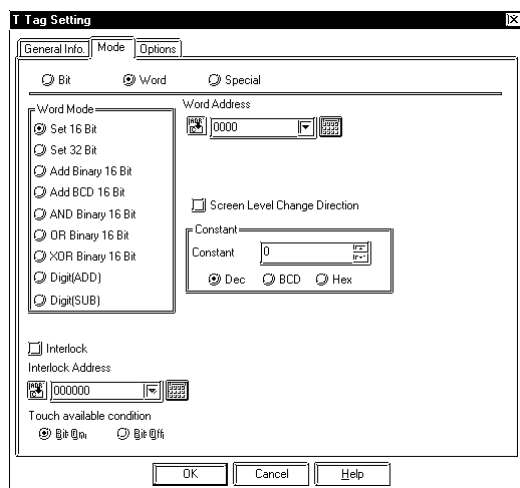 T Tag Setting
General Info. Mode Options
Bit Word Special
Word Mode
Set 16 Bit
Set 32 Bit
Add Binary 16 Bit
Add BCD 16 Bit
AND Binary 16 Bit
OR Binary 16 Bit
XOR Binary 16 Bit
Digit(ADD)
Digit(SUB)
Word Address
0000
Screen Level Change Direction
Constant
Constant 0
Dec BCD Hex
Interlock
Interlock Address
000000
Touch available condition
Bit On Bit Off
OK Cancel Help